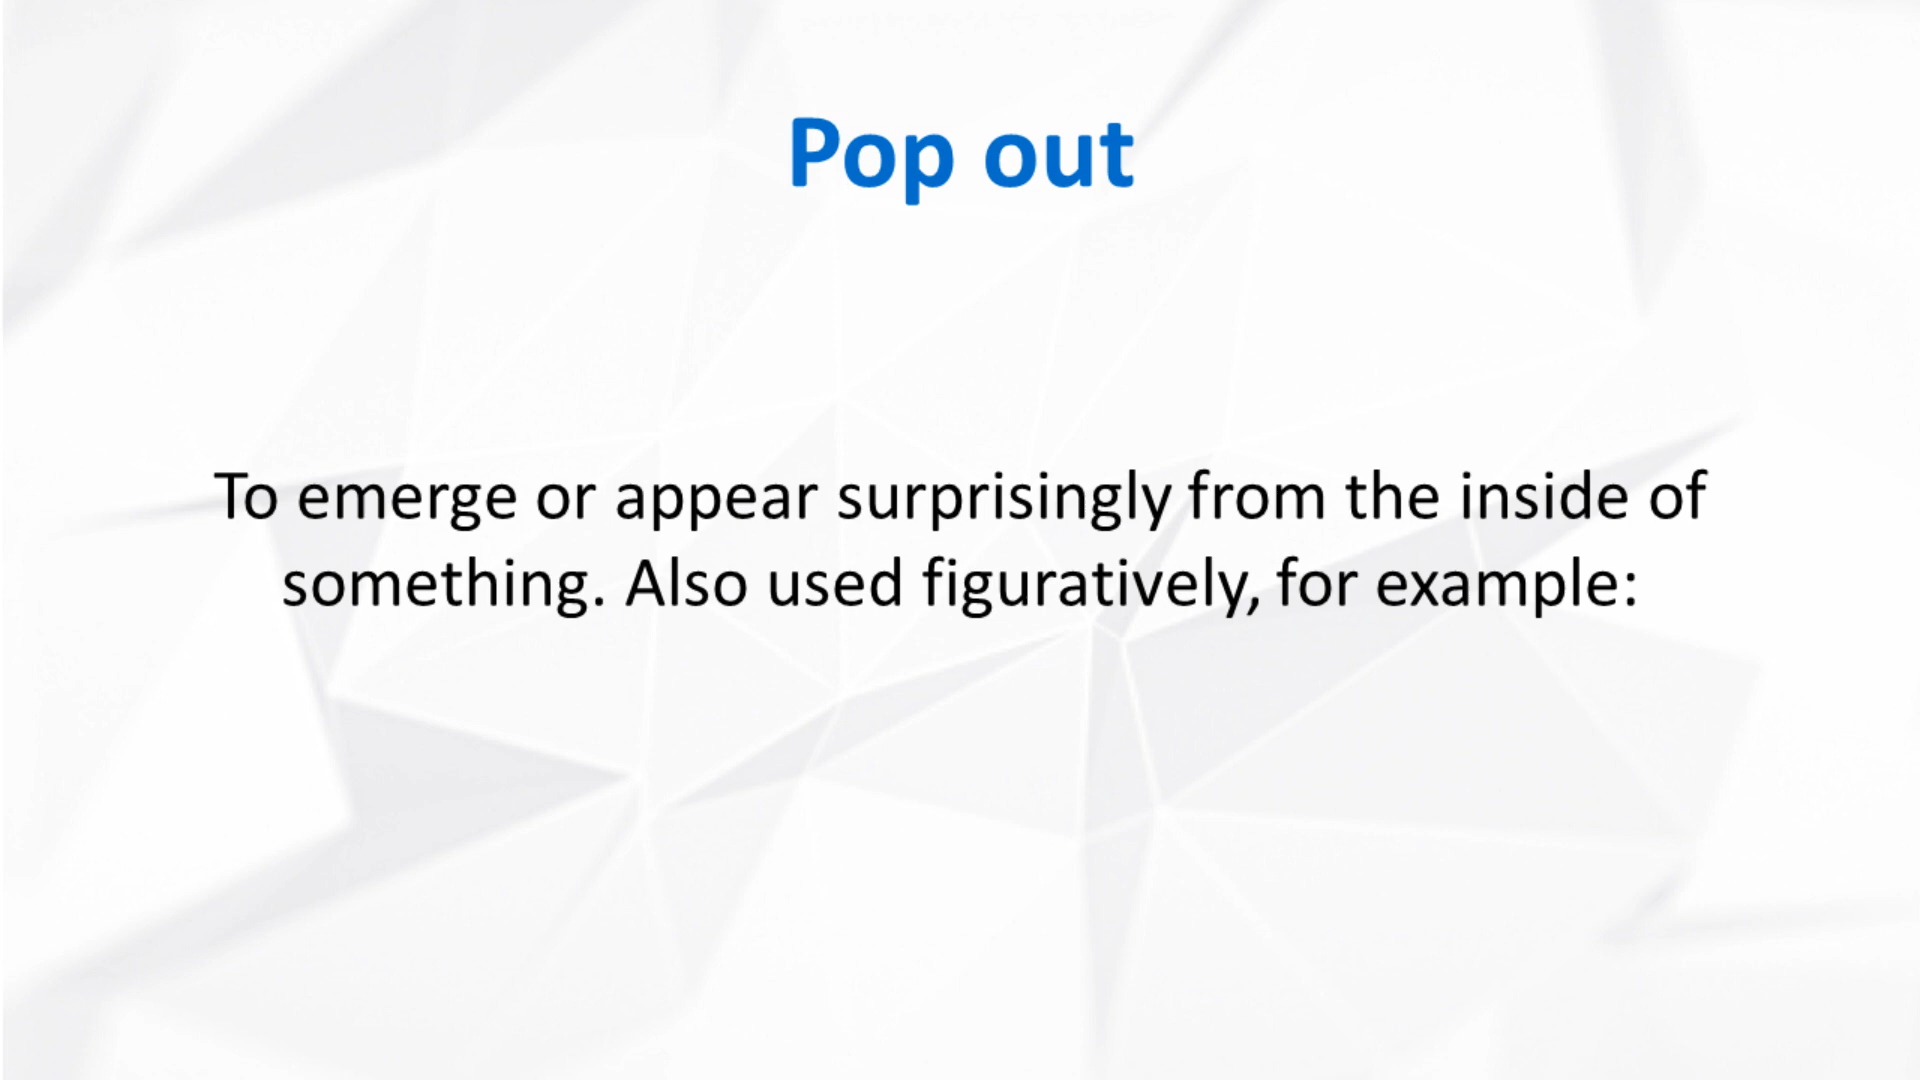 Pop out
To emerge or appear surprisingly from the inside of
something. Also used figuratively, for example: